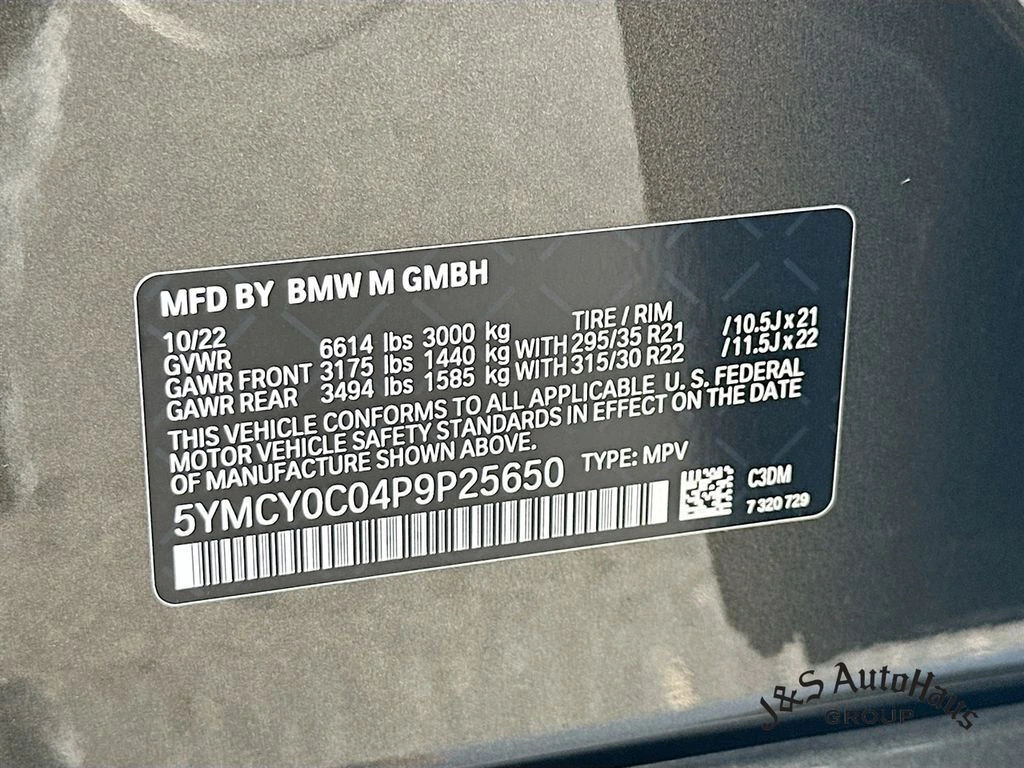 MFD BY BMW M GMBH
10/22 TIRE / RIM
GVWR 6614 lbs 3000 kg
GAWR FRONT 3175 lbs 1440 kg WITH 295/35 R21 /10.5J x 21
GAWR REAR 3494 lbs 1585 kg WITH 315/30 R22 /11.5J x 22
THIS VEHICLE CONFORMS TO ALL APPLICABLE U. S. FEDERAL
MOTOR VEHICLE SAFETY STANDARDS IN EFFECT ON THE DATE
OF MANUFACTURE SHOWN ABOVE.
5YMCY0C04P9P25650 TYPE: MPV
C3DM
7 320 729
J&S AutoHaus
GROUP